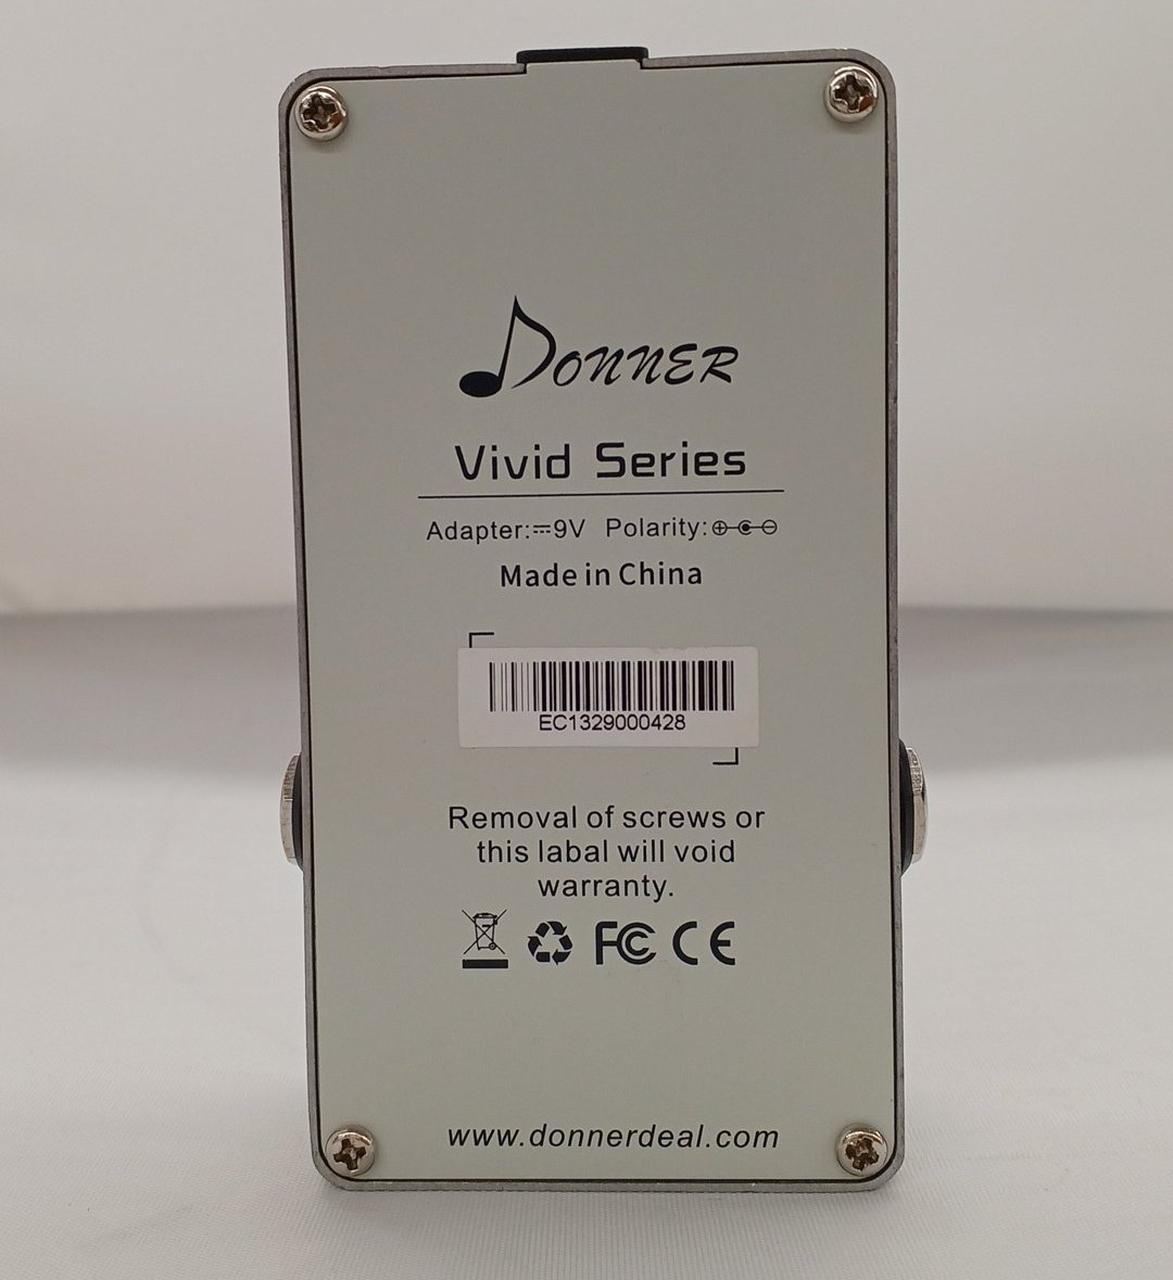 DONNER
Vivid Series
Adapter:⎓9V Polarity:⊕-⊖
Made in China
EC1329000428
Removal of screws or
this labal will void
warranty.
FC CE
www.donnerdeal.com